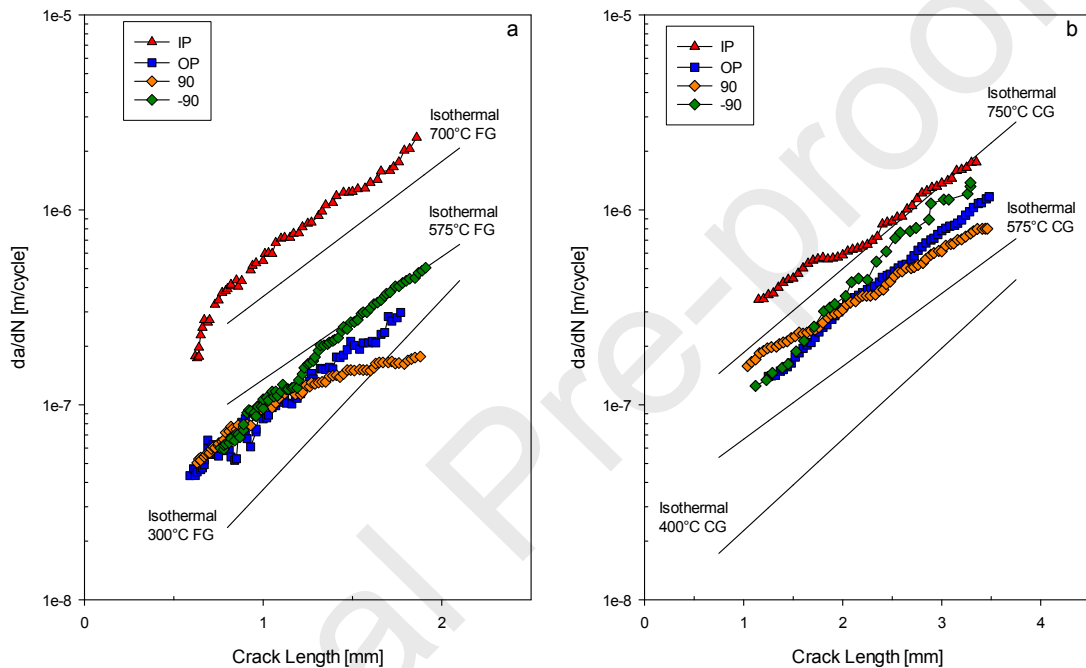 1e-5
1e-6
1e-7
1e-8
da/dN [m/cycle]
0
1
2
Crack Length [mm]
a
IP
OP
90
-90
Isothermal
700°C FG
Isothermal
575°C FG
Isothermal
300°C FG
1e-5
1e-6
1e-7
1e-8
da/dN [m/cycle]
0
1
2
3
4
Crack Length [mm]
b
IP
OP
90
-90
Isothermal
750°C CG
Isothermal
575°C CG
Isothermal
400°C CG
al Pre-proo